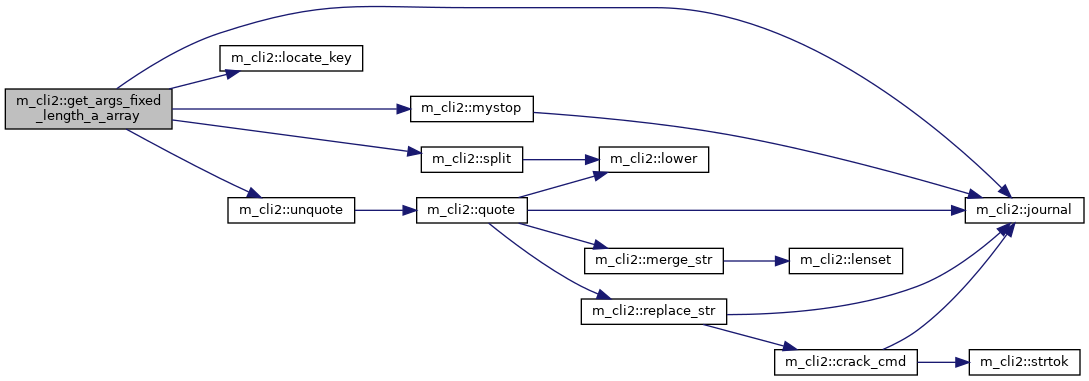 m_cli2::locate_key
m_cli2::get_args_fixed
_length_a_array
m_cli2::mystop
m_cli2::split
m_cli2::lower
m_cli2::unquote
m_cli2::quote
m_cli2::journal
m_cli2::merge_str
m_cli2::lenset
m_cli2::replace_str
m_cli2::crack_cmd
m_cli2::strtok